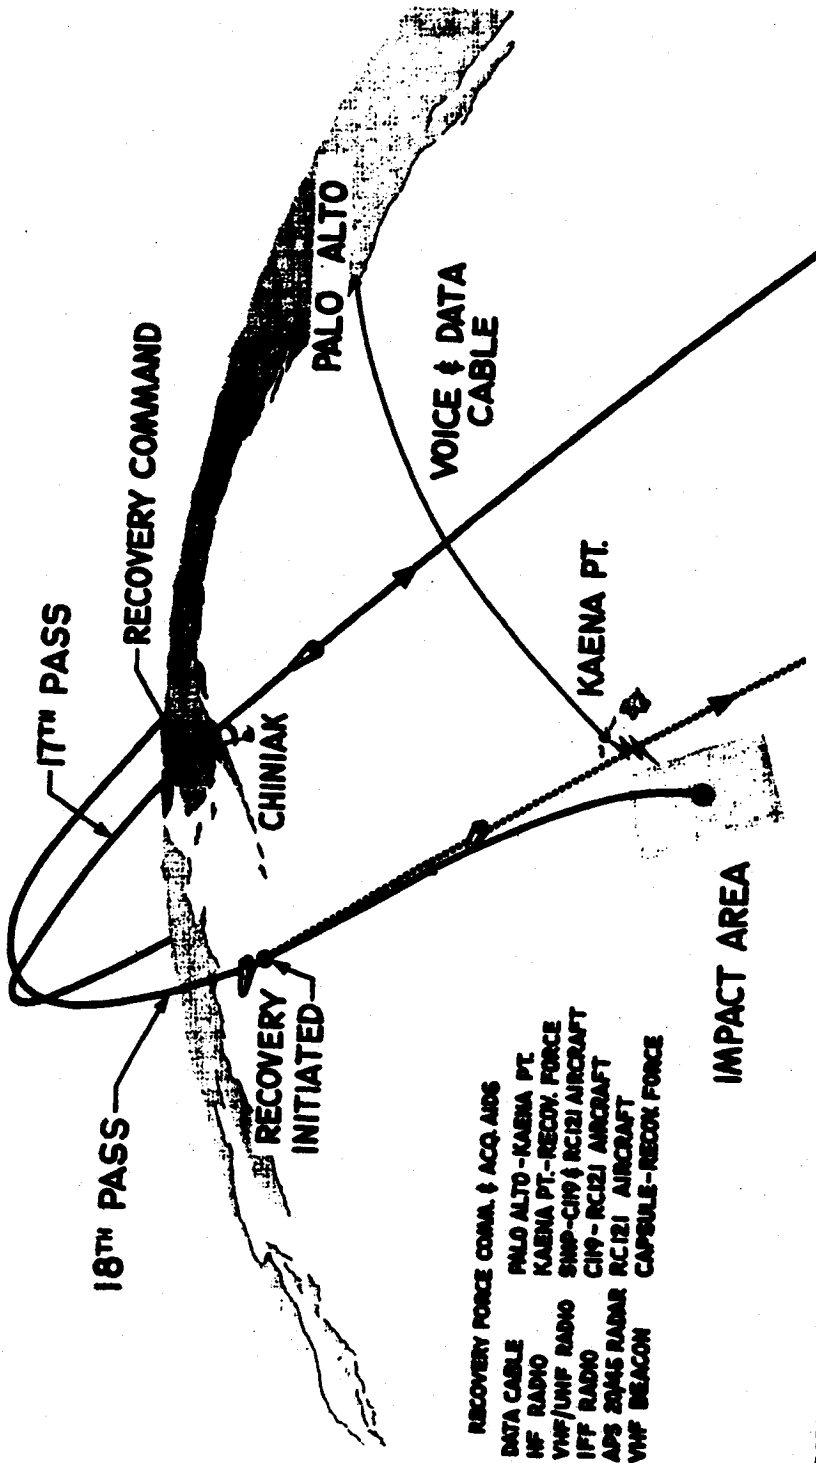 18TH PASS
17TH PASS
RECOVERY COMMAND
PALO ALTO
RECOVERY
INITIATED
CHINIAK
VOICE & DATA
CABLE
KAENA PT.
IMPACT AREA
RECOVERY FORCE COMM. & ACQ. AIDS
DATA CABLE PALO ALTO-KAENA PT.
HF RADIO KAENA PT.-RECOV. FORCE
VHF/UHF RADIO SHIP-C119 & RC121 AIRCRAFT
IFF RADIO C119-RC121 AIRCRAFT
APS 20/45 RADAR RC121 AIRCRAFT
VHF BEACON CAPSULE-RECOV. FORCE